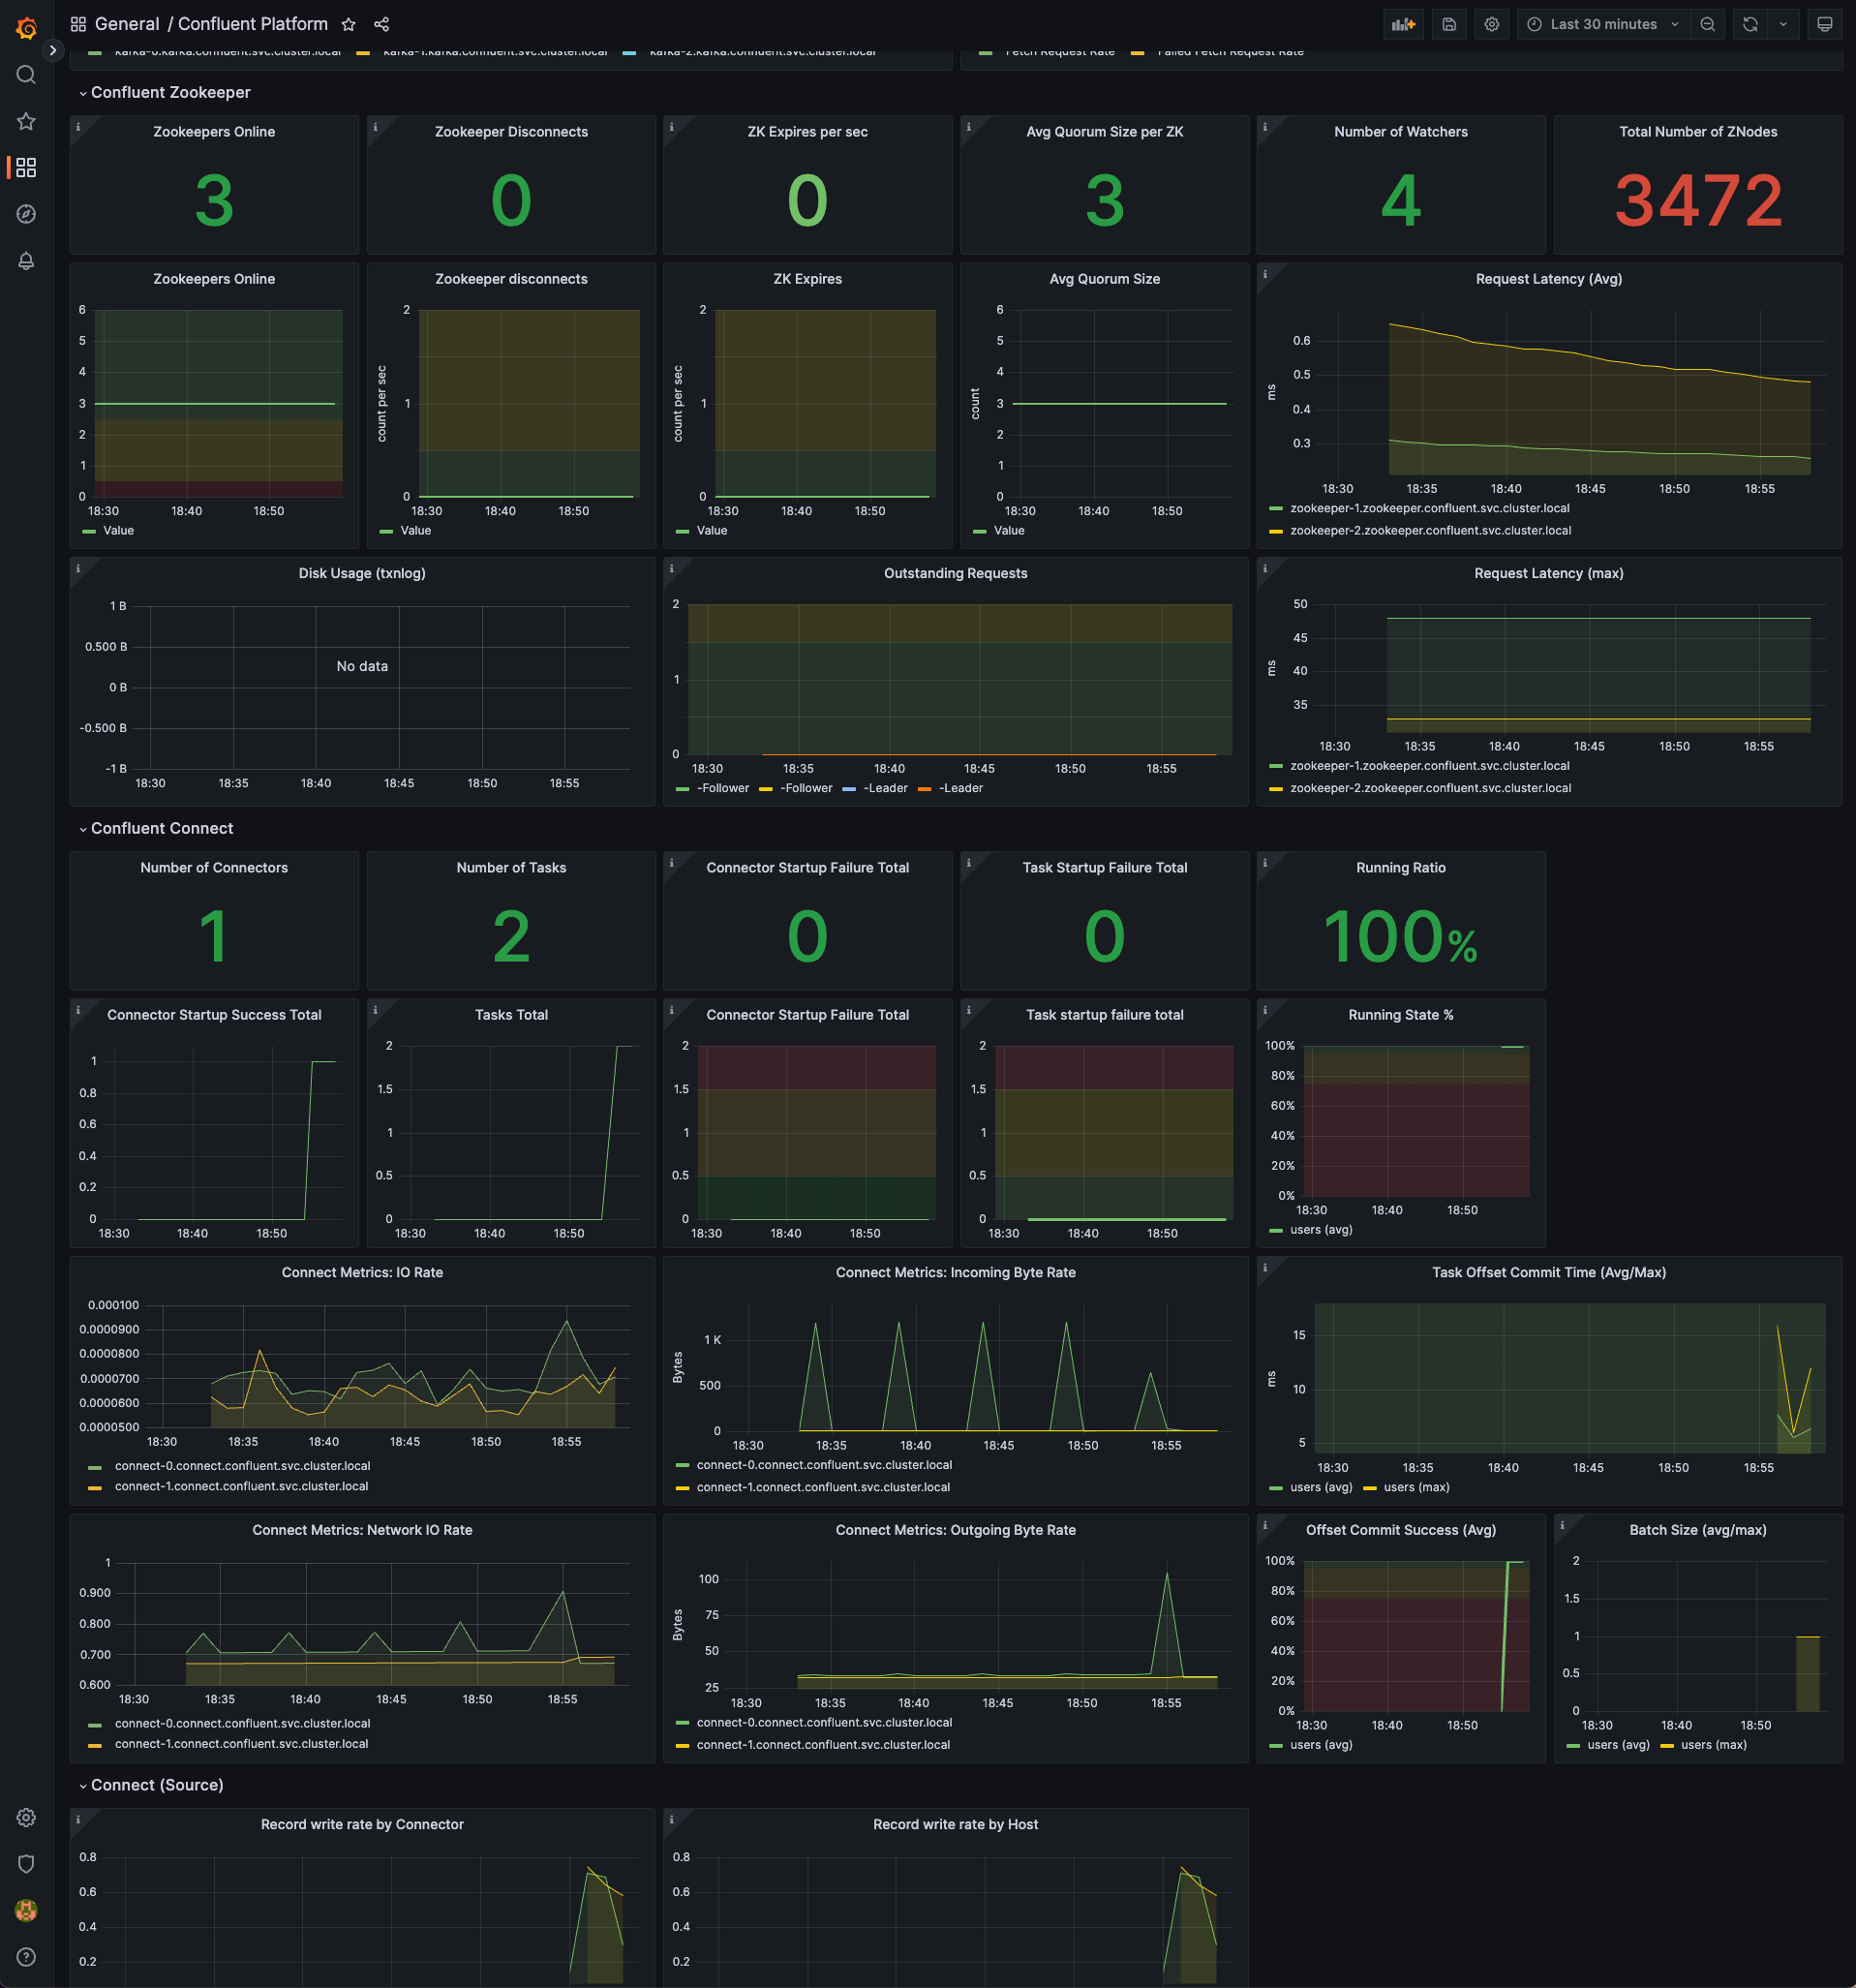 General / Confluent Platform
Last 30 minutes
kafka-0.kafka.confluent.svc.cluster.local kafka-1.kafka.confluent.svc.cluster.local kafka-2.kafka.confluent.svc.cluster.local
Fetch Request Rate Failed Fetch Request Rate
Confluent Zookeeper
Zookeepers Online
3
Zookeeper Disconnects
0
ZK Expires per sec
0
Avg Quorum Size per ZK
3
Number of Watchers
4
Total Number of ZNodes
3472
Zookeepers Online
6
5
4
3
2
1
0
18:30 18:40 18:50
Value
Zookeeper disconnects
count per sec
2
1
0
18:30 18:40 18:50
Value
ZK Expires
count per sec
2
1
0
18:30 18:40 18:50
Value
Avg Quorum Size
count
6
5
4
3
2
1
0
18:30 18:40 18:50
Value
Request Latency (Avg)
ms
0.6
0.5
0.4
0.3
18:30 18:35 18:40 18:45 18:50 18:55
zookeeper-1.zookeeper.confluent.svc.cluster.local
zookeeper-2.zookeeper.confluent.svc.cluster.local
Disk Usage (txnlog)
1 B
0.500 B
0 B
-0.500 B
-1 B
No data
18:30 18:35 18:40 18:45 18:50 18:55
Outstanding Requests
2
1
0
18:30 18:35 18:40 18:45 18:50 18:55
-Follower -Follower -Leader -Leader
Request Latency (max)
ms
50
45
40
35
18:30 18:35 18:40 18:45 18:50 18:55
zookeeper-1.zookeeper.confluent.svc.cluster.local
zookeeper-2.zookeeper.confluent.svc.cluster.local
Confluent Connect
Number of Connectors
1
Number of Tasks
2
Connector Startup Failure Total
0
Task Startup Failure Total
0
Running Ratio
100%
Connector Startup Success Total
1
0.8
0.6
0.4
0.2
0
18:30 18:40 18:50
Tasks Total
2
1.5
1
0.5
0
18:30 18:40 18:50
Connector Startup Failure Total
2
1.5
1
0.5
0
18:30 18:40 18:50
Task startup failure total
2
1.5
1
0.5
0
18:30 18:40 18:50
Running State %
100%
80%
60%
40%
20%
0%
18:30 18:40 18:50
users (avg)
Connect Metrics: IO Rate
0.000100
0.0000900
0.0000800
0.0000700
0.0000600
0.0000500
18:30 18:35 18:40 18:45 18:50 18:55
connect-0.connect.confluent.svc.cluster.local
connect-1.connect.confluent.svc.cluster.local
Connect Metrics: Incoming Byte Rate
Bytes
1 K
500
0
18:30 18:35 18:40 18:45 18:50 18:55
connect-0.connect.confluent.svc.cluster.local
connect-1.connect.confluent.svc.cluster.local
Task Offset Commit Time (Avg/Max)
ms
15
10
5
18:30 18:35 18:40 18:45 18:50 18:55
users (avg) users (max)
Connect Metrics: Network IO Rate
1
0.900
0.800
0.700
0.600
18:30 18:35 18:40 18:45 18:50 18:55
connect-0.connect.confluent.svc.cluster.local
connect-1.connect.confluent.svc.cluster.local
Connect Metrics: Outgoing Byte Rate
Bytes
100
75
50
25
18:30 18:35 18:40 18:45 18:50 18:55
connect-0.connect.confluent.svc.cluster.local
connect-1.connect.confluent.svc.cluster.local
Offset Commit Success (Avg)
100%
80%
60%
40%
20%
0%
18:30 18:40 18:50
users (avg)
Batch Size (avg/max)
2
1.5
1
0.5
0
18:30 18:40 18:50
users (avg) users (max)
Connect (Source)
Record write rate by Connector
0.8
0.6
0.4
0.2
Record write rate by Host
0.8
0.6
0.4
0.2